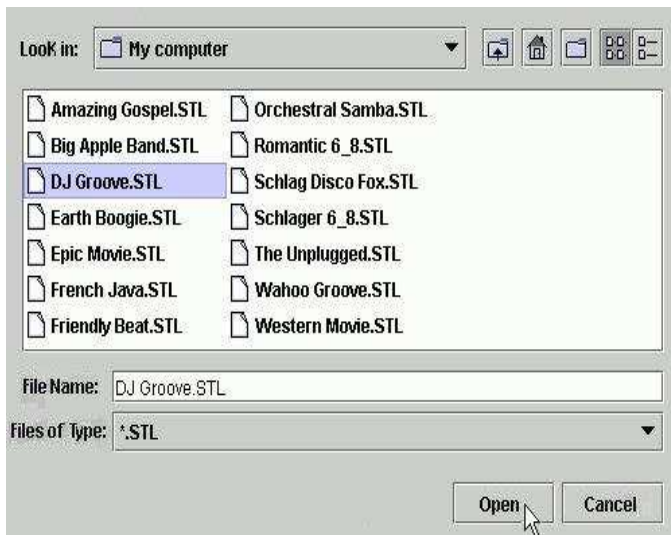 LooK in: My computer
Amazing Gospel.STL
Big Apple Band.STL
DJ Groove.STL
Earth Boogie.STL
Epic Movie.STL
French Java.STL
Friendly Beat.STL
Orchestral Samba.STL
Romantic 6_8.STL
Schlag Disco Fox.STL
Schlager 6_8.STL
The Unplugged.STL
Wahoo Groove.STL
Western Movie.STL
File Name: DJ Groove.STL
Files of Type: *.STL
Open Cancel